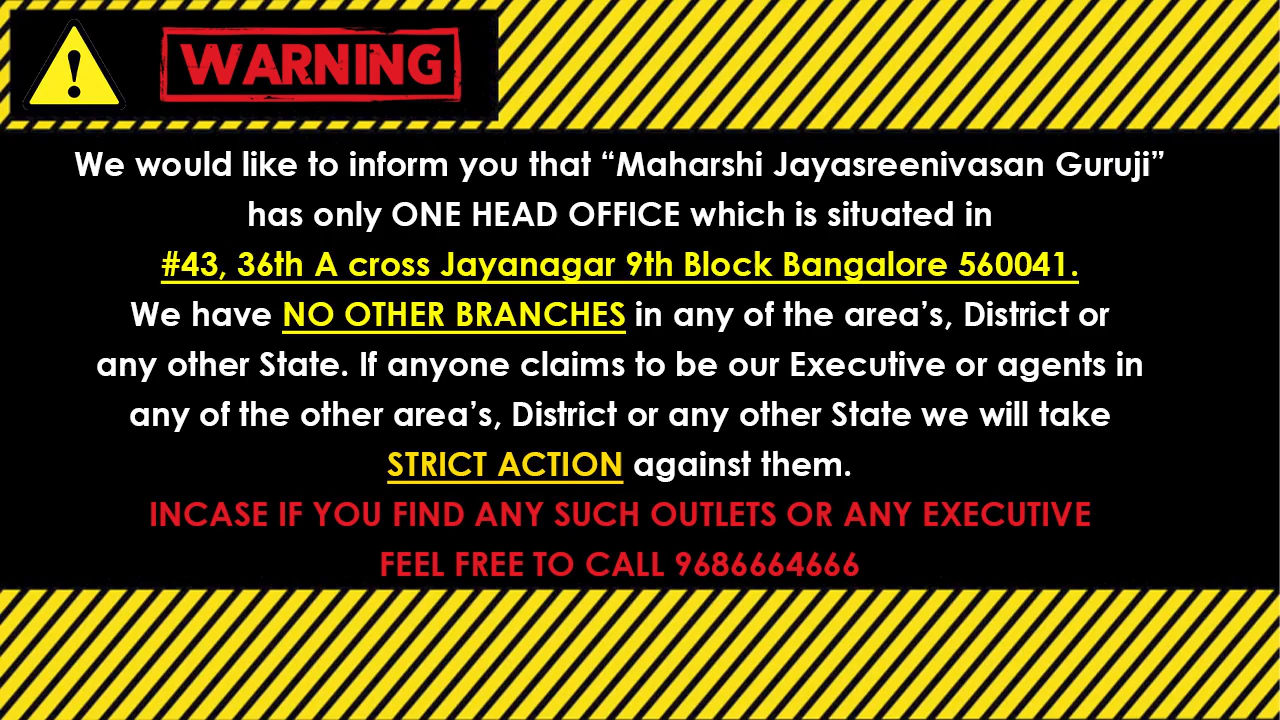 WARNING
We would like to inform you that “Maharshi Jayasreenivasan Guruji”
has only ONE HEAD OFFICE which is situated in
#43, 36th A cross Jayanagar 9th Block Bangalore 560041.
We have NO OTHER BRANCHES in any of the area’s, District or
any other State. If anyone claims to be our Executive or agents in
any of the other area’s, District or any other State we will take
STRICT ACTION against them.
INCASE IF YOU FIND ANY SUCH OUTLETS OR ANY EXECUTIVE
FEEL FREE TO CALL 9686664666